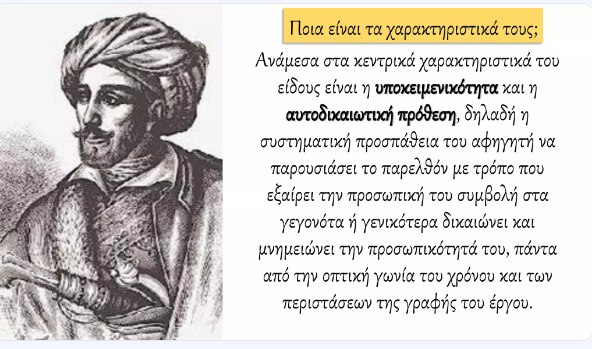 Ποια είναι τα χαρακτηριστικά τους;
Ανάμεσα στα κεντρικά χαρακτηριστικά του
είδους είναι η υποκειμενικότητα και η
αυτοδικαιωτική πρόθεση, δηλαδή η
συστηματική προσπάθεια του αφηγητή να
παρουσιάσει το παρελθόν με τρόπο που
εξαίρει την προσωπική του συμβολή στα
γεγονότα ή γενικότερα δικαιώνει και
μνημειώνει την προσωπικότητά του, πάντα
από την οπτική γωνία του χρόνου και των
περιστάσεων της γραφής του έργου.